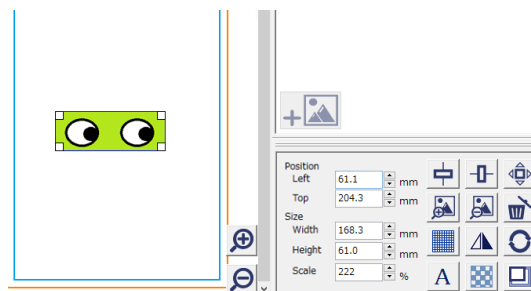 Position
Left 61.1 mm
Top 204.3 mm
Size
Width 168.3 mm
Height 61.0 mm
Scale 222 %
A